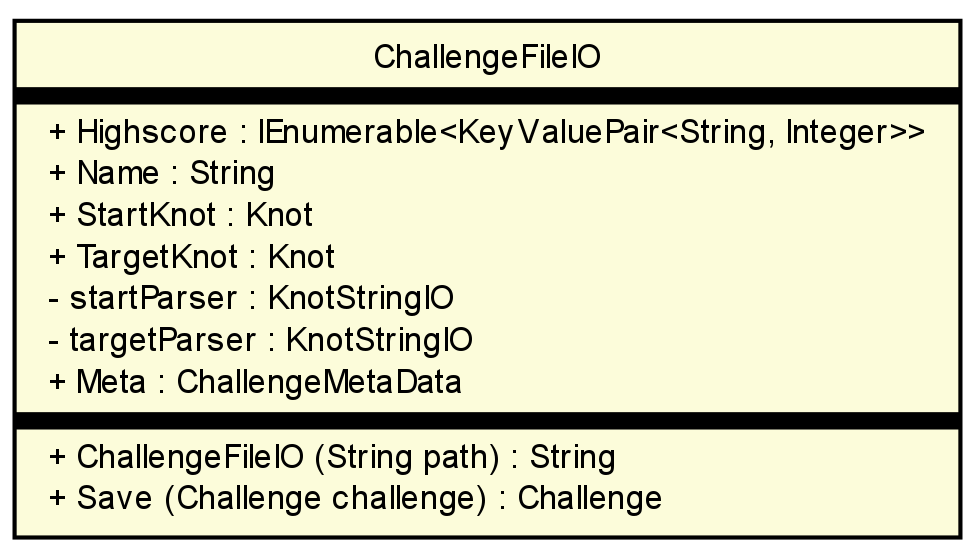 ChallengeFileIO
+ Highscore : IEnumerable<KeyValuePair<String, Integer>>
+ Name : String
+ StartKnot : Knot
+ TargetKnot : Knot
- startParser : KnotStringIO
- targetParser : KnotStringIO
+ Meta : ChallengeMetaData
+ ChallengeFileIO (String path) : String
+ Save (Challenge challenge) : Challenge